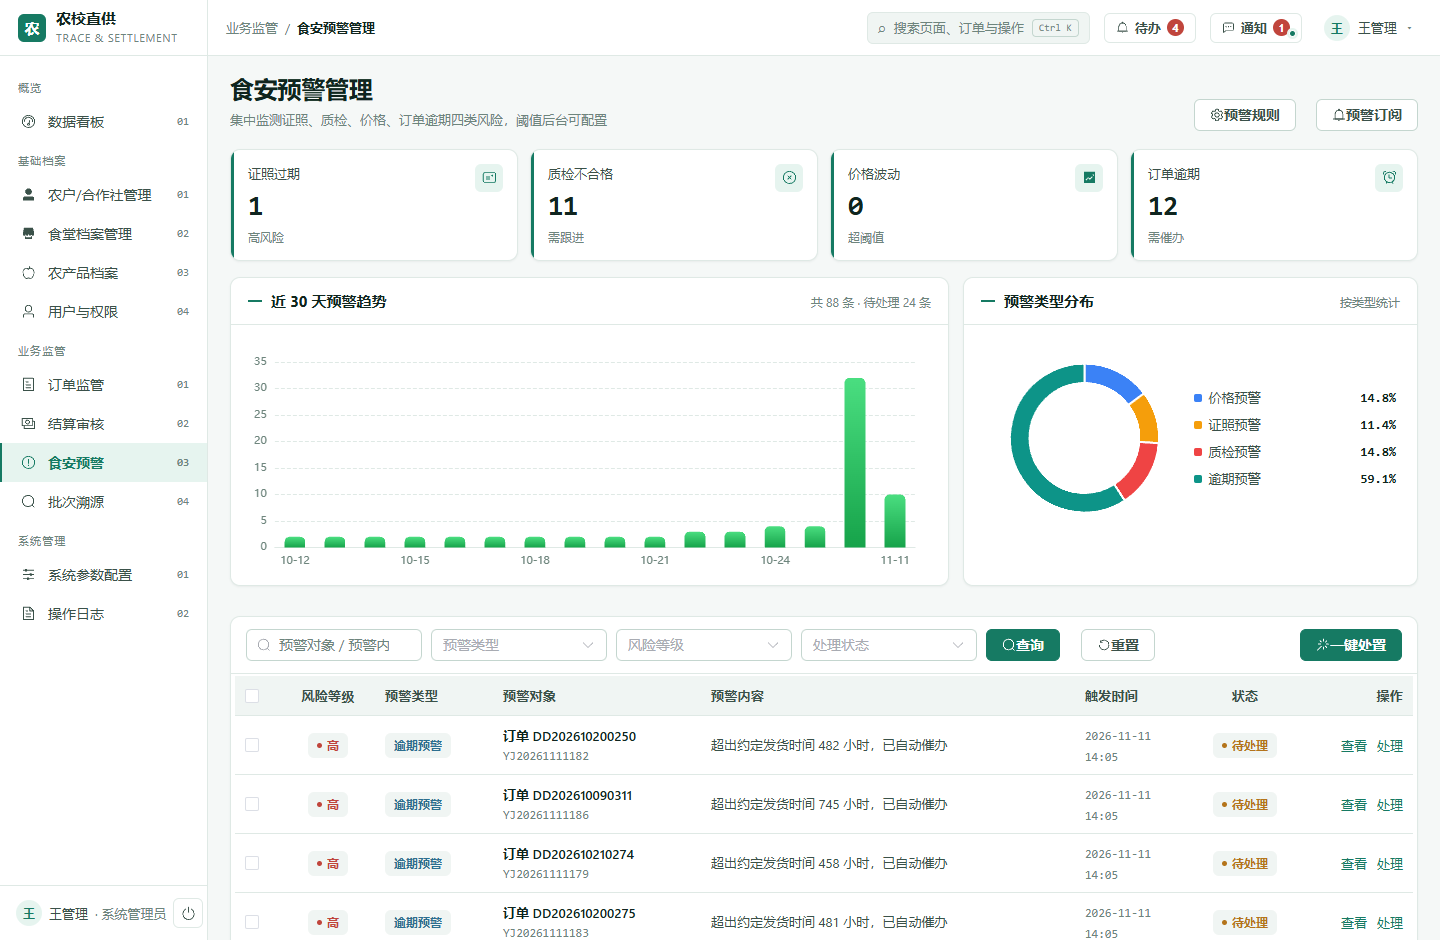 农
农校直供
TRACE & SETTLEMENT
业务监管 / 食安预警管理
搜索页面、订单与操作 Ctrl K
待办 4
通知 1
王 王管理
概览
数据看板 01
基础档案
农户/合作社管理 01
食堂档案管理 02
农产品档案 03
用户与权限 04
业务监管
订单监管 01
结算审核 02
食安预警 03
批次溯源 04
系统管理
系统参数配置 01
操作日志 02
王 王管理 · 系统管理员
食安预警管理
集中监测证照、质检、价格、订单逾期四类风险，阈值后台可配置
预警规则
预警订阅
证照过期
1
高风险
质检不合格
11
需跟进
价格波动
0
超阈值
订单逾期
12
需催办
近 30 天预警趋势
共 88 条 · 待处理 24 条
35
30
25
20
15
10
5
0
10-12 10-15 10-18 10-21 10-24 11-11
预警类型分布
按类型统计
价格预警 14.8%
证照预警 11.4%
质检预警 14.8%
逾期预警 59.1%
预警对象 / 预警内
预警类型
风险等级
处理状态
查询
重置
一键处置
风险等级 预警类型 预警对象 预警内容 触发时间 状态 操作
高 逾期预警 订单 DD202610200250 超出约定发货时间 482 小时，已自动催办 2026-11-11 待处理 查看 处理
YJ20261111182 14:05
高 逾期预警 订单 DD202610090311 超出约定发货时间 745 小时，已自动催办 2026-11-11 待处理 查看 处理
YJ20261111186 14:05
高 逾期预警 订单 DD202610210274 超出约定发货时间 458 小时，已自动催办 2026-11-11 待处理 查看 处理
YJ20261111179 14:05
高 逾期预警 订单 DD202610200275 超出约定发货时间 481 小时，已自动催办 2026-11-11 待处理 查看 处理
YJ20261111183 14:05